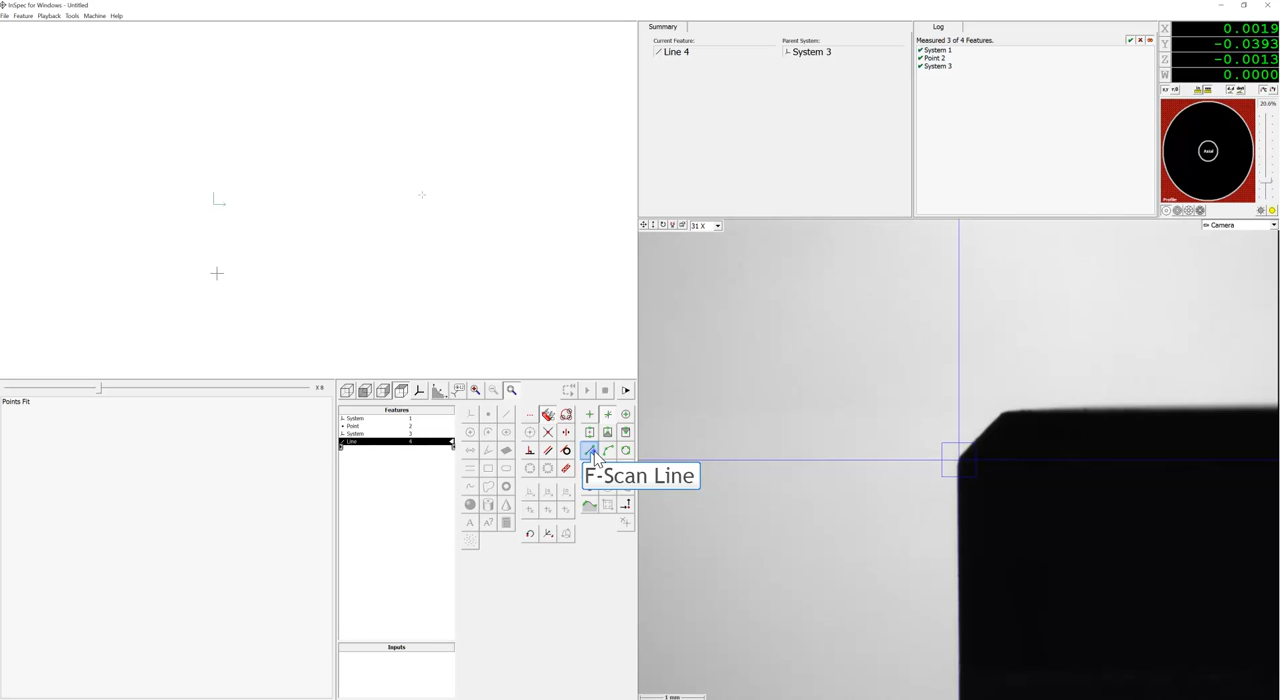 InSpec for Windows - Untitled
File Feature Playback Tools Machine Help
Summary
Current Feature:
Line 4
Parent System:
System 3
Log
Measured 3 of 4 Features.
System 1
Point 2
System 3
X 0.0019
Y -0.0393
Z -0.0013
W 0.0000
20.6%
Axial
Profile
31 X
Camera
X 8
Points Fit
Features
System 1
Point 2
System 3
Line 4
F-Scan Line
Inputs
1 mm